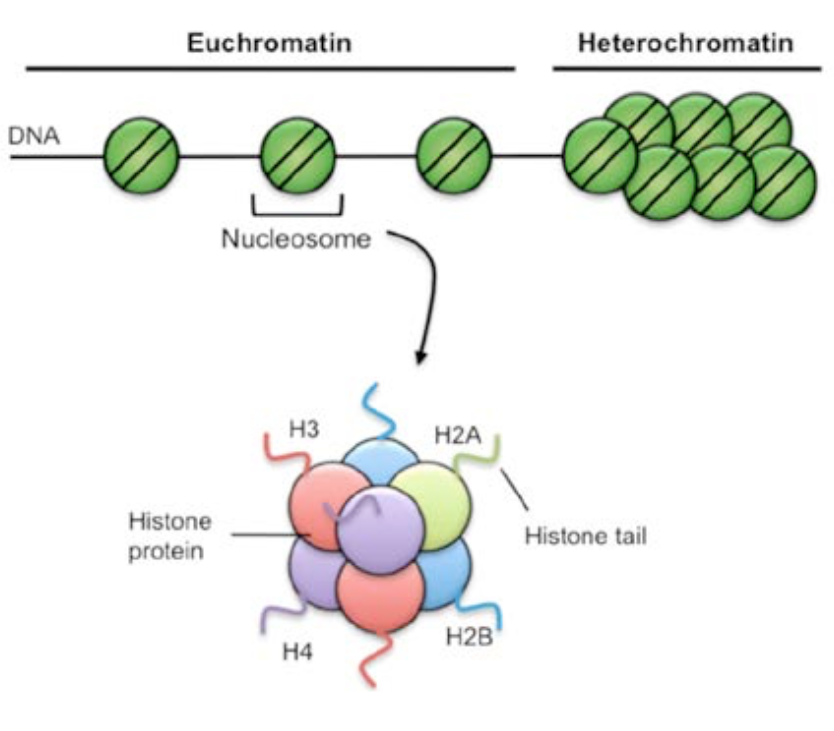 Euchromatin
Heterochromatin
DNA
Nucleosome
H3
H2A
Histone
protein
Histone tail
H4
H2B